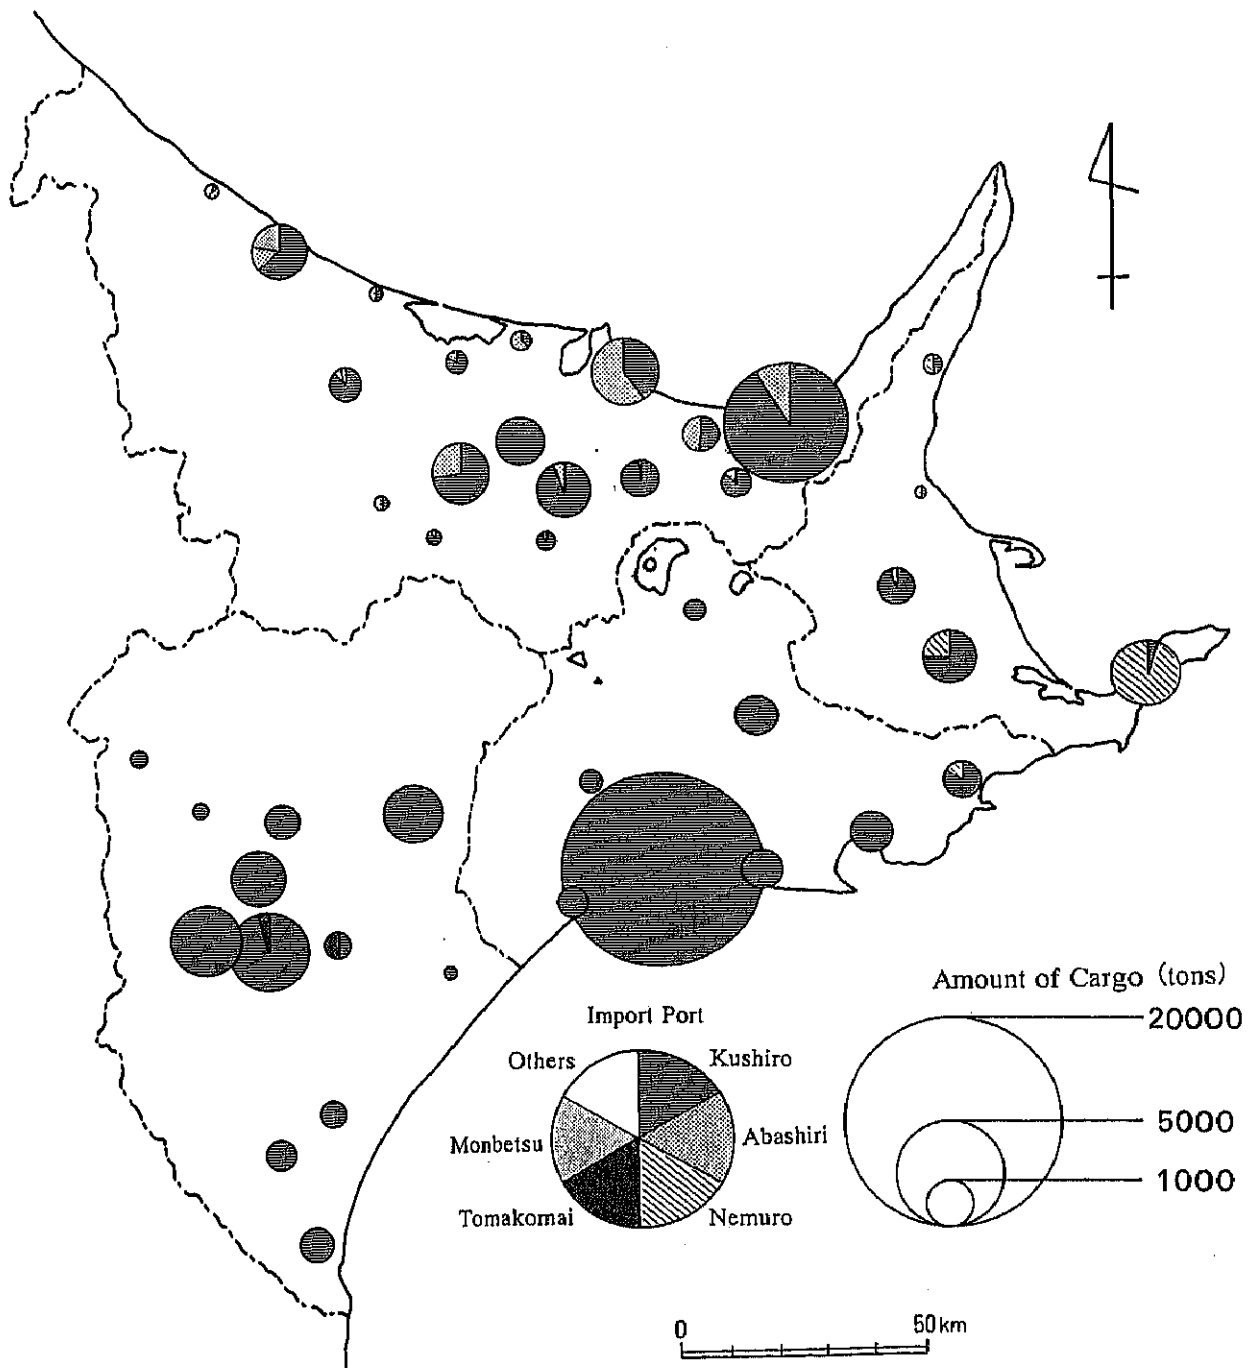 Amount of Cargo (tons)
20000
5000
1000
Import Port
Others
Kushiro
Monbetsu
Abashiri
Tomakomai
Nemuro
0
50km